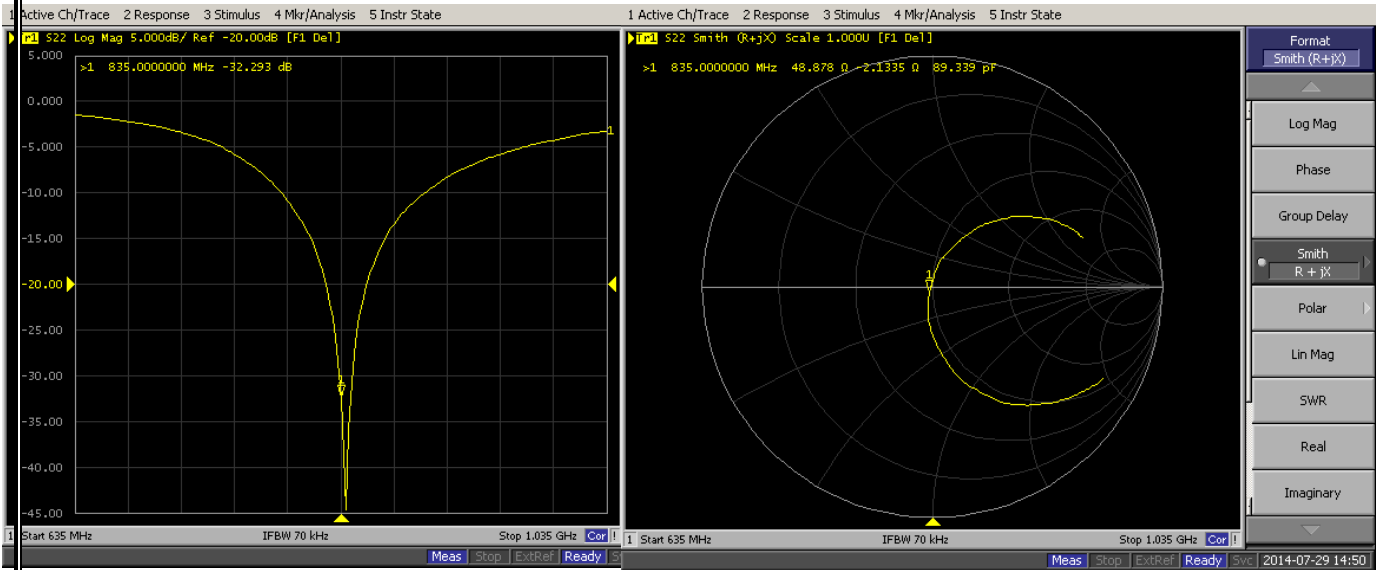 1 Active Ch/Trace 2 Response 3 Stimulus 4 Mkr/Analysis 5 Instr State
Tr1 S22 Log Mag 5.000dB/ Ref -20.00dB [F1 Del]
5.000
>1 835.0000000 MHz -32.293 dB
0.000
-5.000
1
-10.00
-15.00
-20.00
-25.00
-30.00
-35.00
-40.00
-45.00
1 Start 635 MHz IFBW 70 kHz Stop 1.035 GHz Cor !
Meas Stop ExtRef Ready
1 Active Ch/Trace 2 Response 3 Stimulus 4 Mkr/Analysis 5 Instr State
Tr1 S22 Smith (R+jX) Scale 1.000U [F1 Del]
>1 835.0000000 MHz 48.878 Ω -2.1335 Ω 89.339 pF
1
1 Start 635 MHz IFBW 70 kHz Stop 1.035 GHz Cor !
Meas Stop ExtRef Ready Svc 2014-07-29 14:50
Format
Smith (R+jX)
Log Mag
Phase
Group Delay
Smith
R + jX
Polar
Lin Mag
SWR
Real
Imaginary